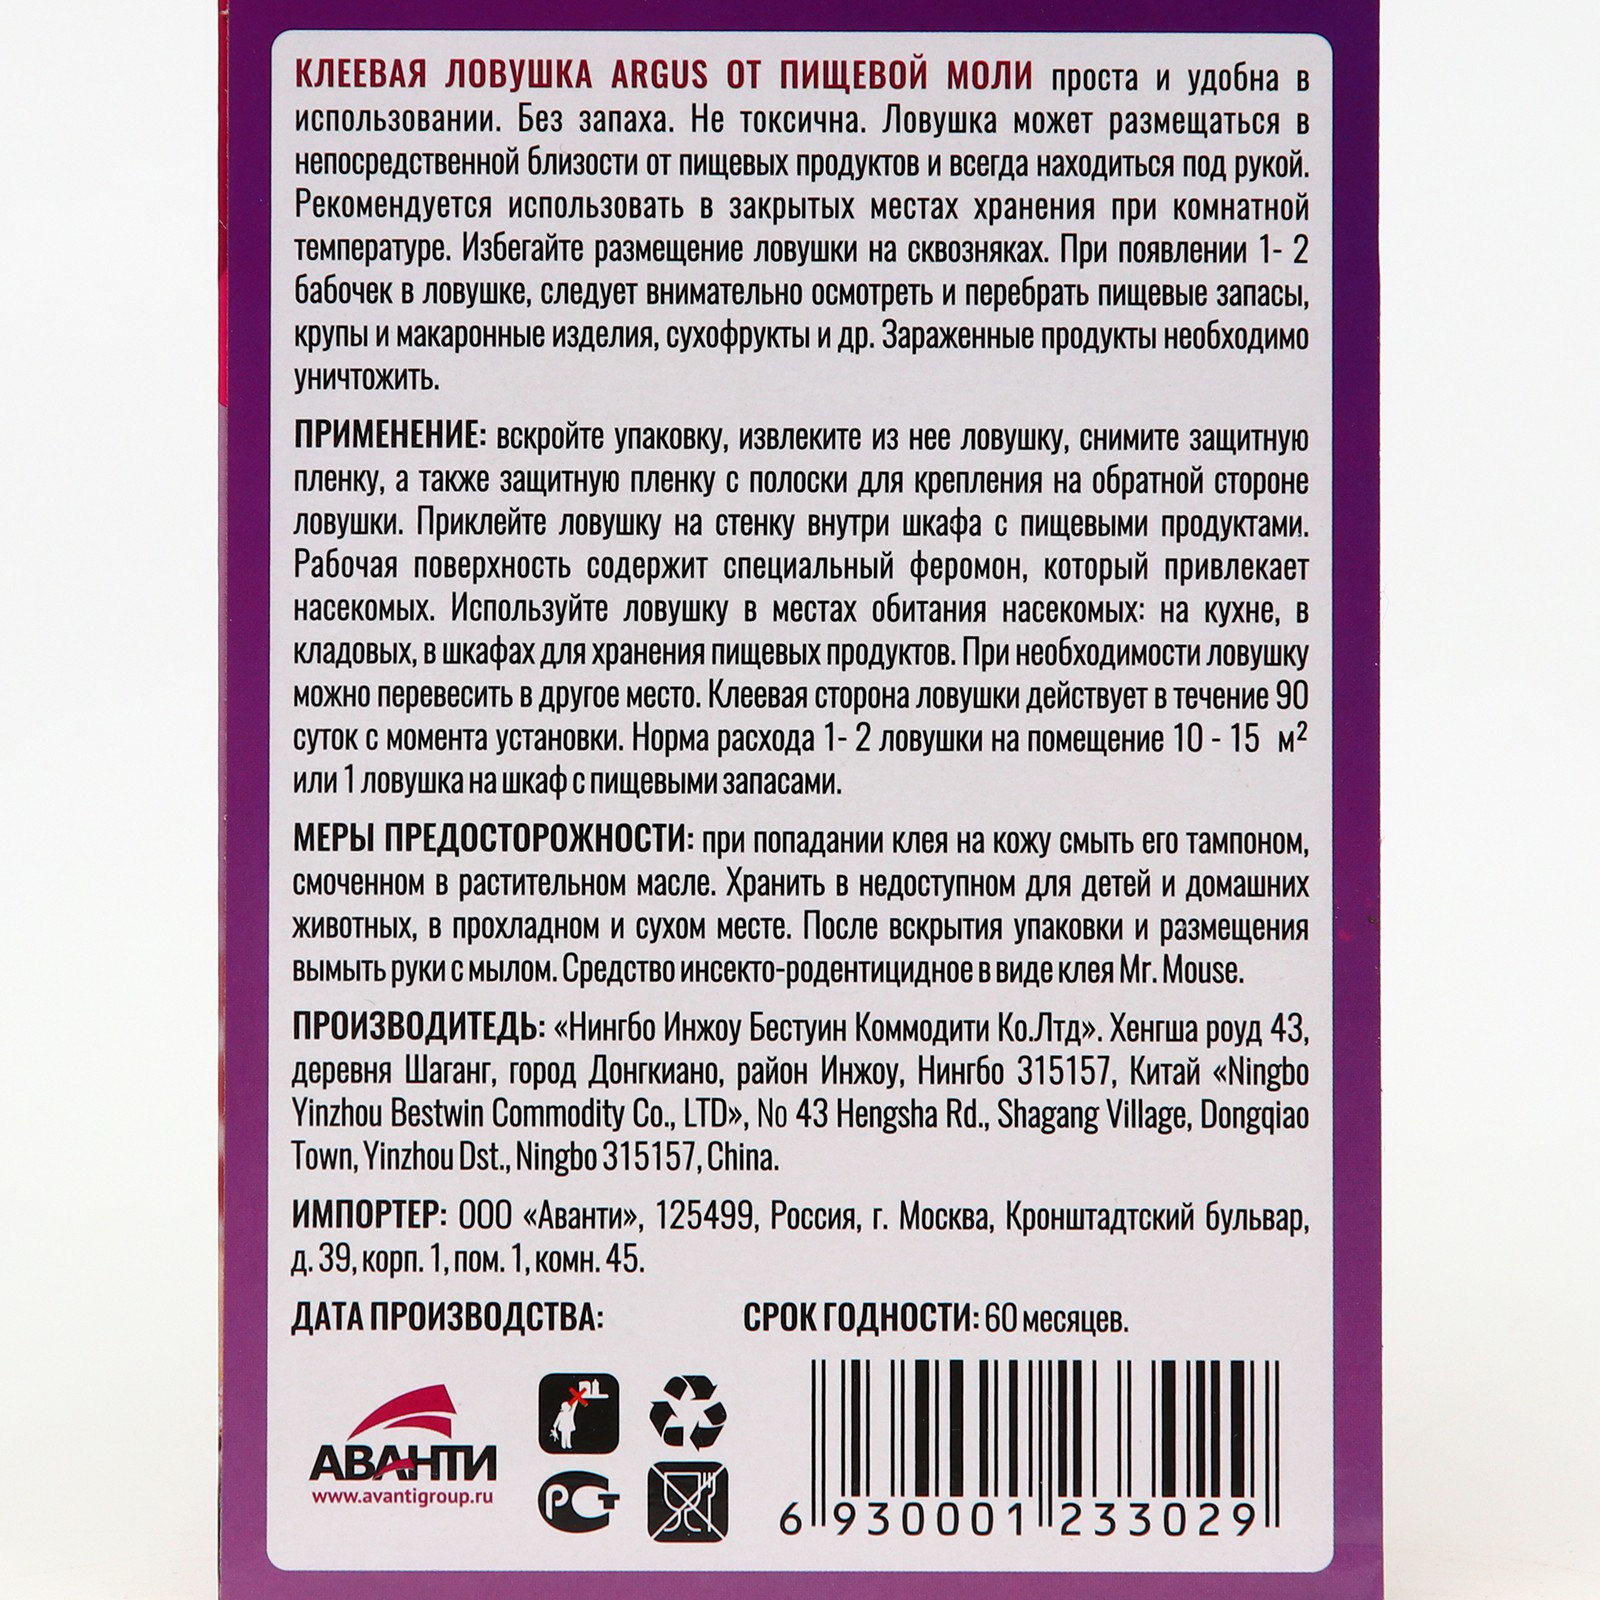 КЛЕЕВАЯ ЛОВУШКА ARGUS ОТ ПИЩЕВОЙ МОЛИ проста и удобна в
использовании. Без запаха. Не токсична. Ловушка может размещаться в
непосредственной близости от пищевых продуктов и всегда находиться под рукой.
Рекомендуется использовать в закрытых местах хранения при комнатной
температуре. Избегайте размещение ловушки на сквозняках. При появлении 1- 2
бабочек в ловушке, следует внимательно осмотреть и перебрать пищевые запасы,
крупы и макаронные изделия, сухофрукты и др. Зараженные продукты необходимо
уничтожить.
ПРИМЕНЕНИЕ: вскройте упаковку, извлеките из нее ловушку, снимите защитную
пленку, а также защитную пленку с полоски для крепления на обратной стороне
ловушки. Приклейте ловушку на стенку внутри шкафа с пищевыми продуктами.
Рабочая поверхность содержит специальный феромон, который привлекает
насекомых. Используйте ловушку в местах обитания насекомых: на кухне, в
кладовых, в шкафах для хранения пищевых продуктов. При необходимости ловушку
можно перевесить в другое место. Клеевая сторона ловушки действует в течение 90
суток с момента установки. Норма расхода 1- 2 ловушки на помещение 10 - 15 м²
или 1 ловушка на шкаф с пищевыми запасами.
МЕРЫ ПРЕДОСТОРОЖНОСТИ: при попадании клея на кожу смыть его тампоном,
смоченном в растительном масле. Хранить в недоступном для детей и домашних
животных, в прохладном и сухом месте. После вскрытия упаковки и размещения
вымыть руки с мылом. Средство инсекто-родентицидное в виде клея Mr. Mouse.
ПРОИЗВОДИТЕДЬ: «Нингбо Инжоу Бестуин Коммодити Ко.Лтд». Хенгша роуд 43,
деревня Шаганг, город Донгкиано, район Инжоу, Нингбо 315157, Китай «Ningbo
Yinzhou Bestwin Commodity Co., LTD», No 43 Hengsha Rd., Shagang Village, Dongqiao
Town, Yinzhou Dst., Ningbo 315157, China.
ИМПОРТЕР: ООО «Аванти», 125499, Россия, г. Москва, Кронштадтский бульвар,
д. 39, корп. 1, пом. 1, комн. 45.
ДАТА ПРОИЗВОДСТВА: СРОК ГОДНОСТИ: 60 месяцев.
АВАНТИ
www.avantigroup.ru
РСТ
6 930001 233029